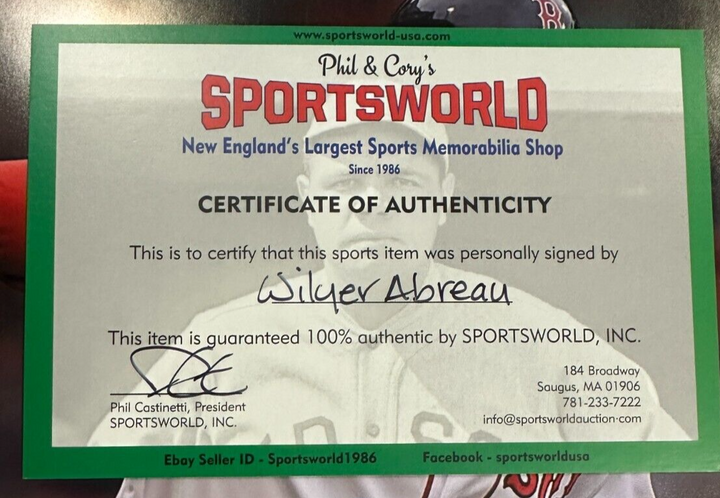 www.sportsworld-usa.com
Phil & Cory's
SPORTSWORLD
New England's Largest Sports Memorabilia Shop
Since 1986
CERTIFICATE OF AUTHENTICITY
This is to certify that this sports item was personally signed by
Wilyer Abreau
This item is guaranteed 100% authentic by SPORTSWORLD, INC.
184 Broadway
Saugus, MA 01906
781-233-7222
info@sportsworldauction.com
Phil Castinetti, President
SPORTSWORLD, INC.
Ebay Seller ID - Sportsworld1986 Facebook - sportsworldusa